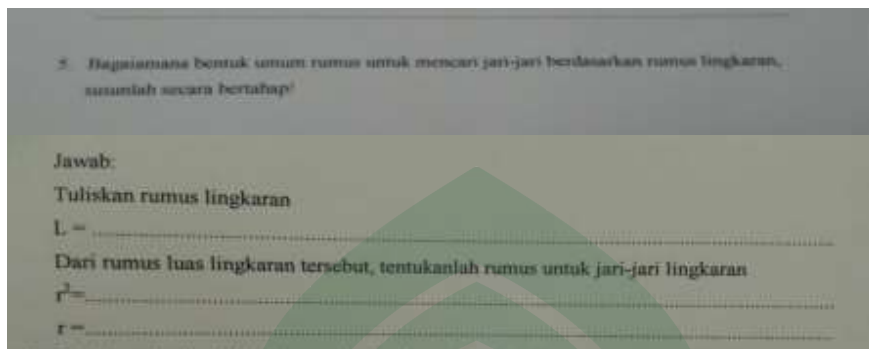 5. Bagaiamana bentuk umum rumus untuk mencari jari-jari berdasarkan rumus lingkaran,
susunlah secara bertahap!
Jawab:
Tuliskan rumus lingkaran
L = ....................
Dari rumus luas lingkaran tersebut, tentukanlah rumus untuk jari-jari lingkaran
r²=....................
r =....................